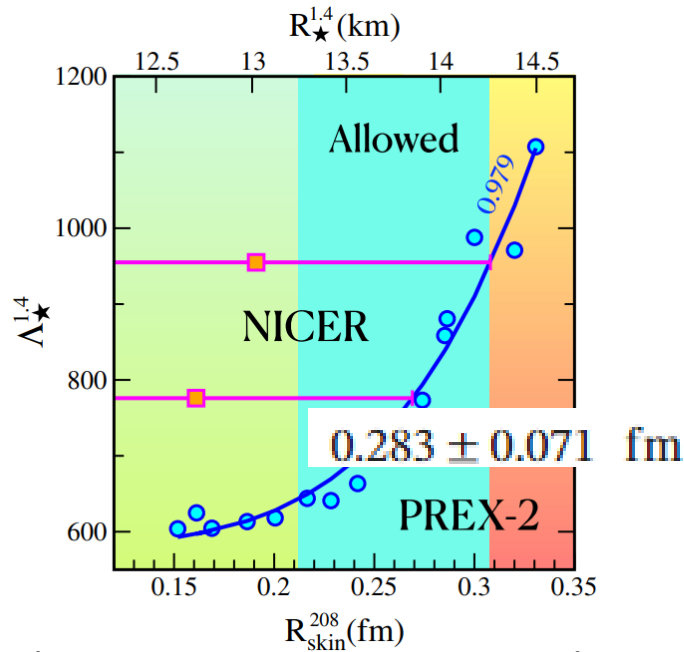 R★^1.4(km)
12.5 13 13.5 14 14.5
1200
Allowed
0.979
1000
Λ★^1.4
NICER
800
0.283 ± 0.071 fm
PREX-2
600
0.15 0.2 0.25 0.3 0.35
R_skin^208(fm)